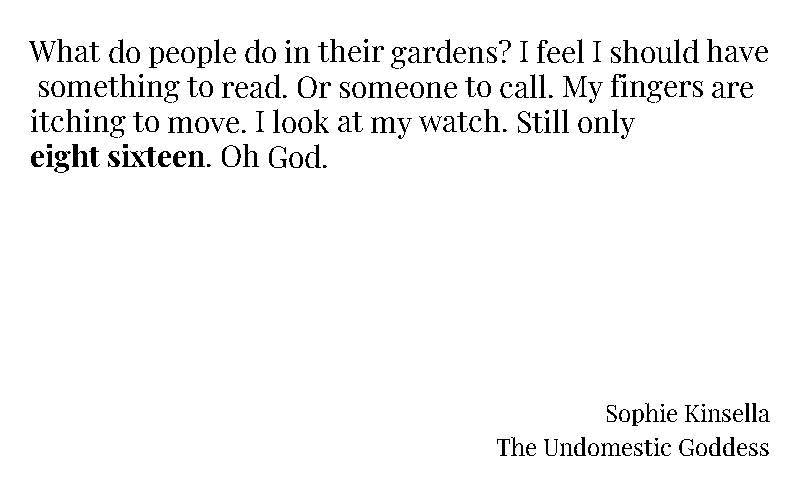 What do people do in their gardens? I feel I should have
something to read. Or someone to call. My fingers are
itching to move. I look at my watch. Still only
eight sixteen. Oh God.
Sophie Kinsella
The Undomestic Goddess